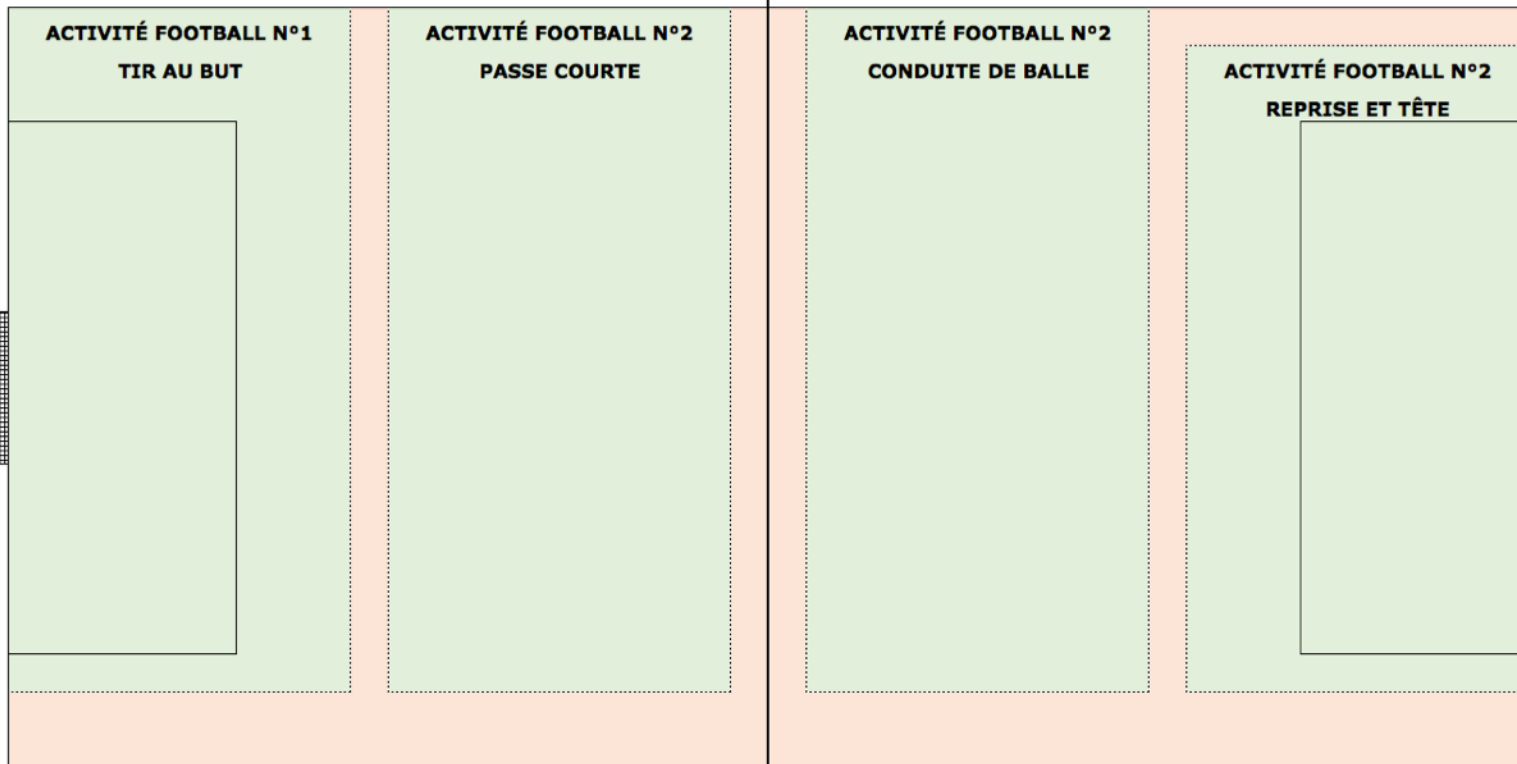 ACTIVITÉ FOOTBALL N°1
TIR AU BUT
ACTIVITÉ FOOTBALL N°2
PASSE COURTE
ACTIVITÉ FOOTBALL N°2
CONDUITE DE BALLE
ACTIVITÉ FOOTBALL N°2
REPRISE ET TÊTE